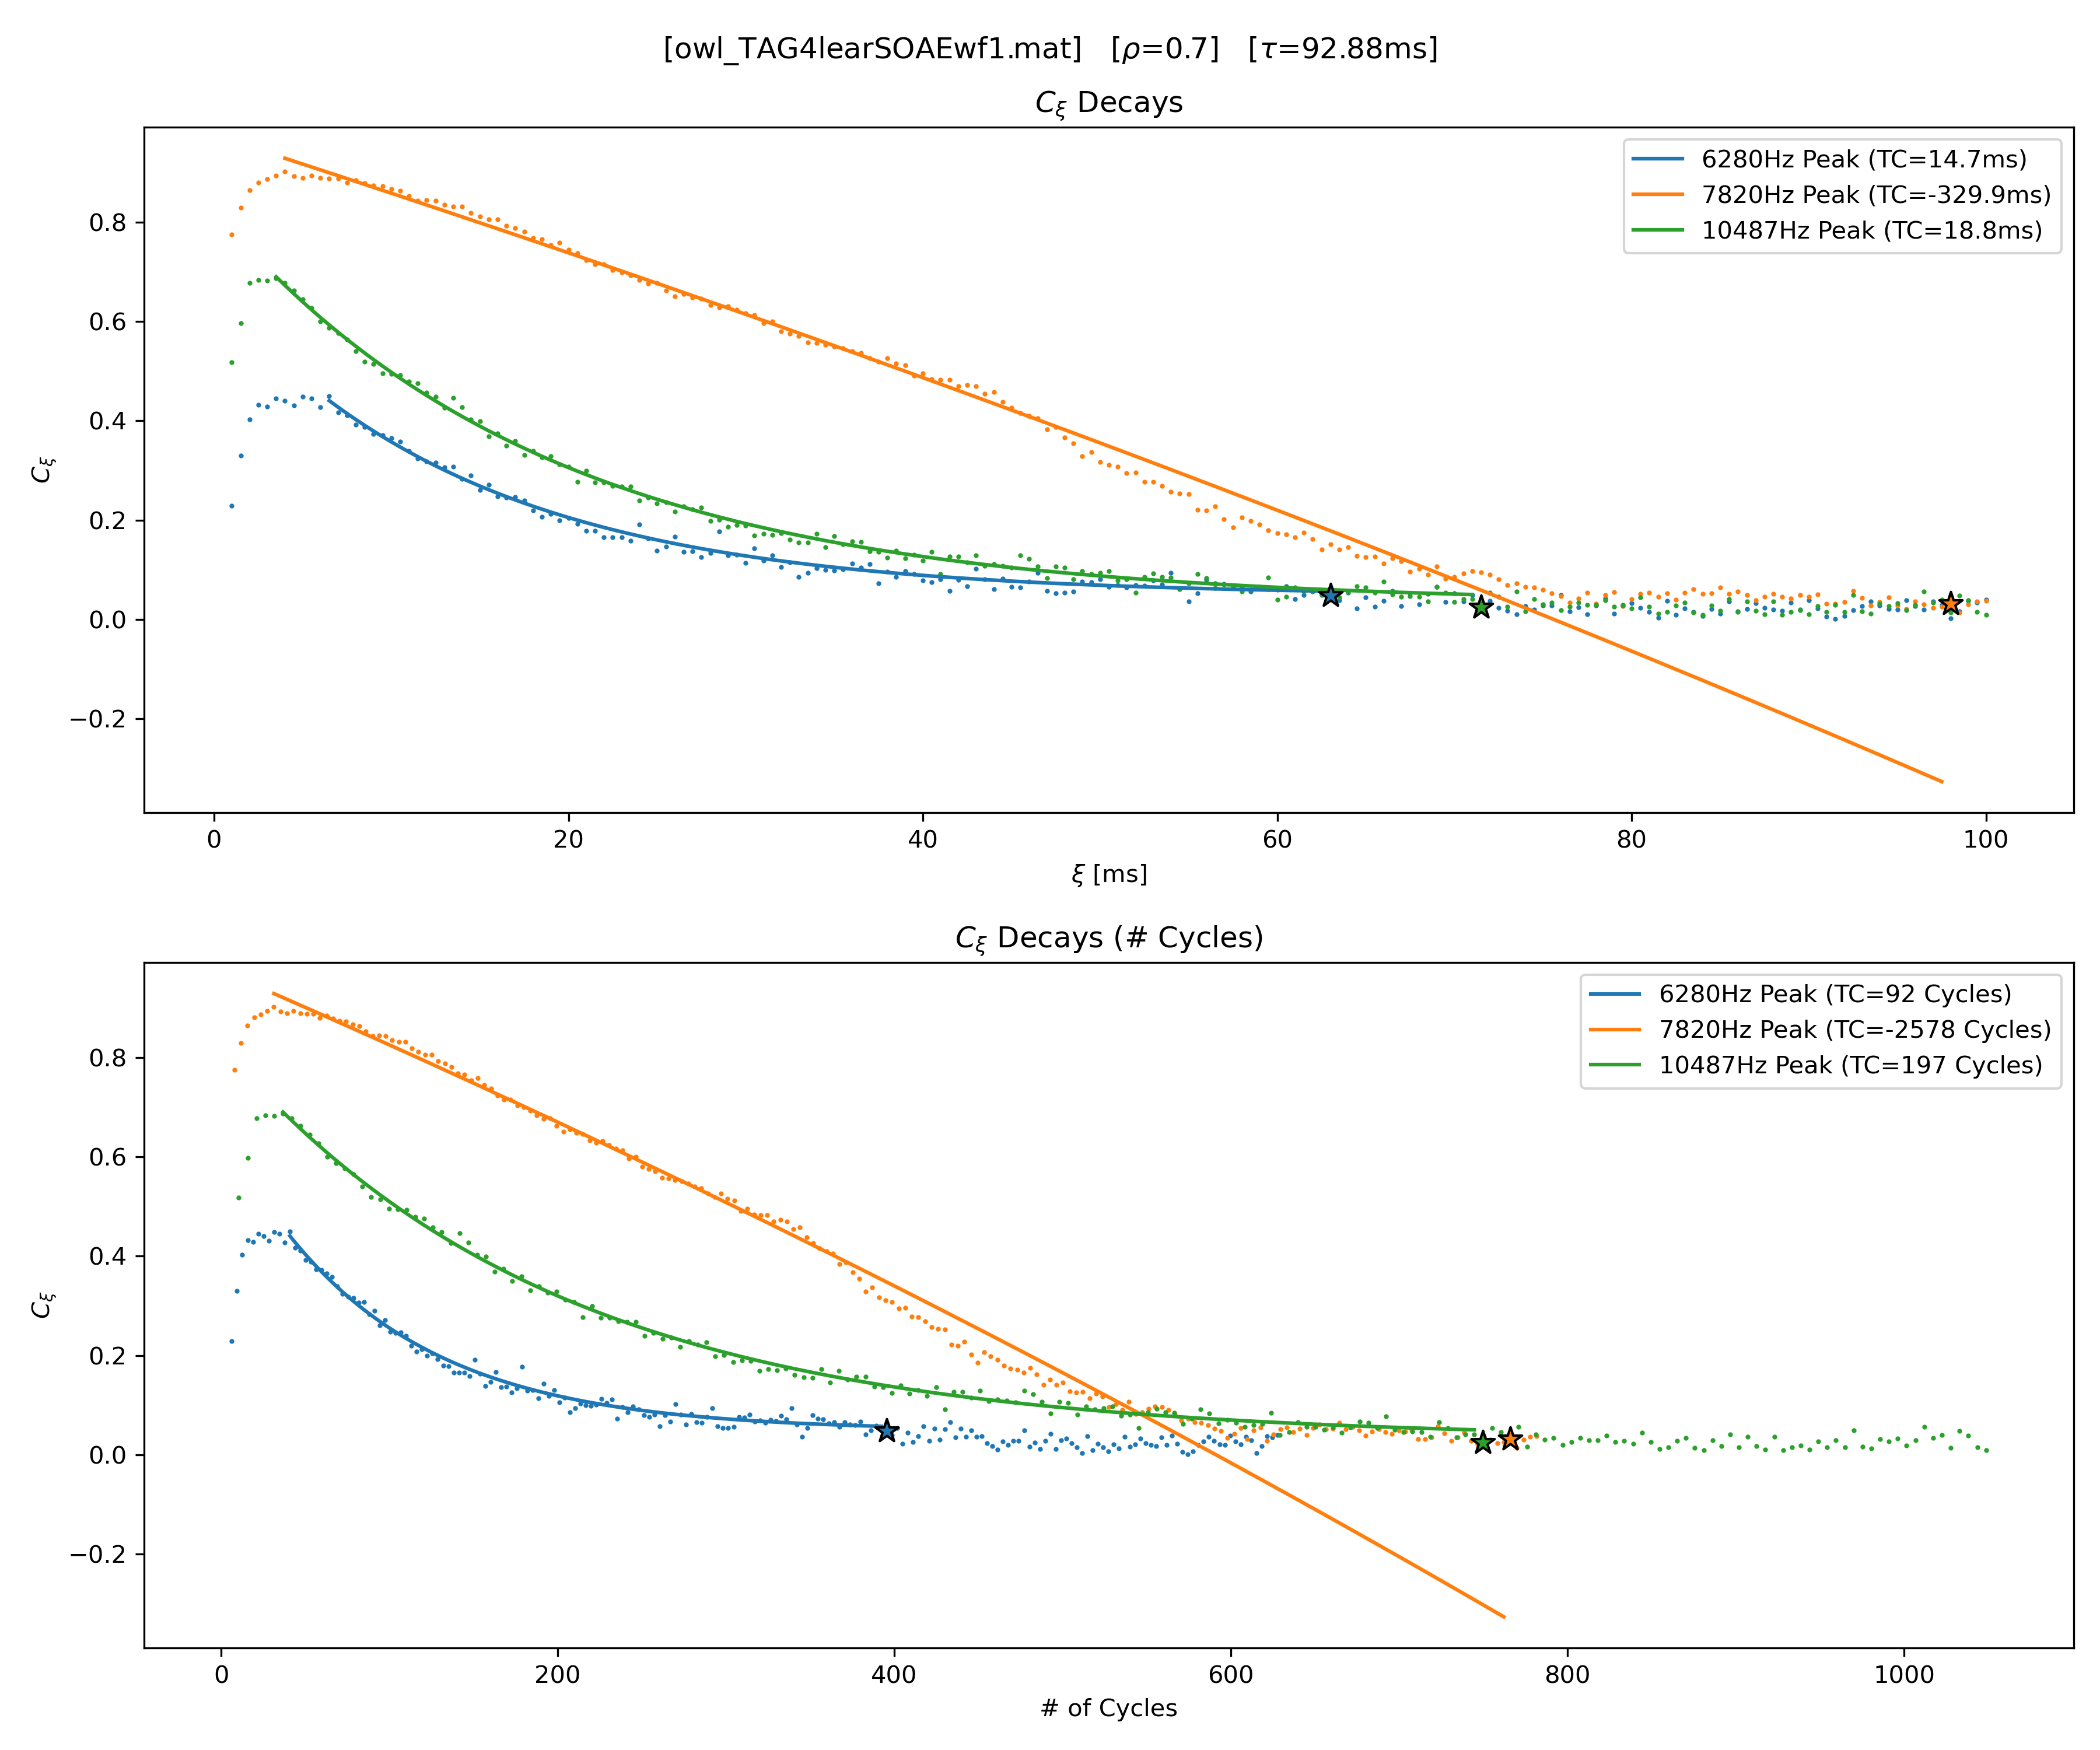 [owl_TAG4learSOAEwf1.mat] [ρ=0.7] [τ=92.88ms]
C_ξ Decays
6280Hz Peak (TC=14.7ms)
7820Hz Peak (TC=-329.9ms)
10487Hz Peak (TC=18.8ms)
C_ξ
0.8
0.6
0.4
0.2
0.0
−0.2
0 20 40 60 80 100
ξ [ms]
C_ξ Decays (# Cycles)
6280Hz Peak (TC=92 Cycles)
7820Hz Peak (TC=-2578 Cycles)
10487Hz Peak (TC=197 Cycles)
C_ξ
0.8
0.6
0.4
0.2
0.0
−0.2
0 200 400 600 800 1000
# of Cycles